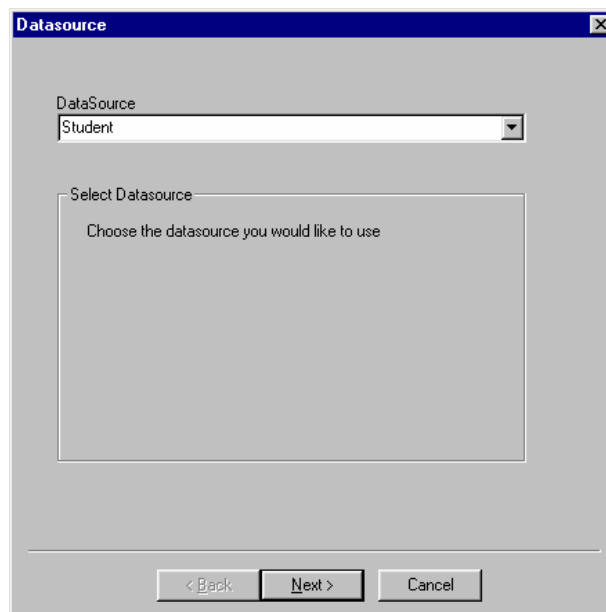 Datasource
DataSource
Student
Select Datasource
Choose the datasource you would like to use
< Back
Next >
Cancel